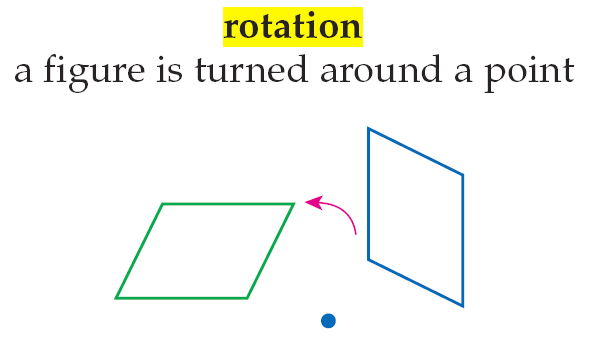 rotation
a figure is turned around a point